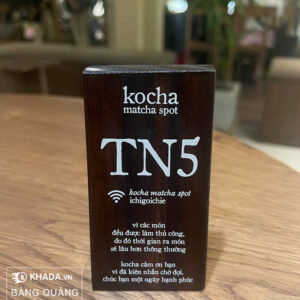 kocha
matcha spot
TN5
kocha matcha spot
ichigoichie
vì các món
đều được làm thủ công,
do đó thời gian ra món
sẽ lâu hơn thông thường
kocha cảm ơn bạn
vì đã kiên nhẫn chờ đợi,
chúc bạn một ngày hạnh phúc
KHADA.vn
BẢNG QUẢNG